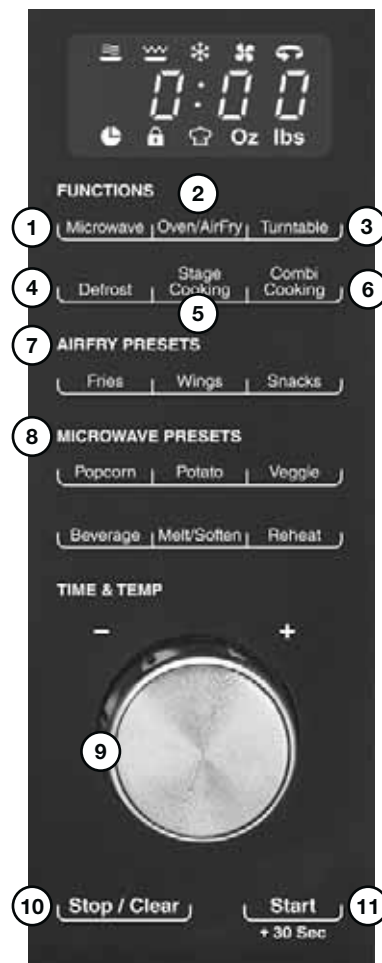 0:00
Oz lbs
FUNCTIONS
2
1 Microwave Oven/AirFry Turntable 3
4 Defrost Stage Cooking Combi Cooking 6
5
7 AIRFRY PRESETS
Fries Wings Snacks
8 MICROWAVE PRESETS
Popcorn Potato Veggie
Beverage Melt/Soften Reheat
TIME & TEMP
– +
9
10 Stop / Clear Start 11
+ 30 Sec